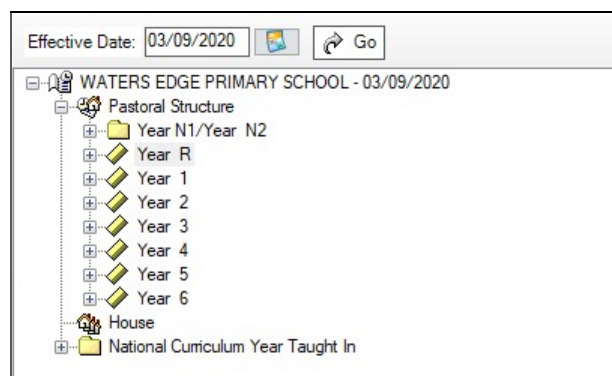 Effective Date: 03/09/2020 Go
WATERS EDGE PRIMARY SCHOOL - 03/09/2020
Pastoral Structure
Year N1/Year N2
Year R
Year 1
Year 2
Year 3
Year 4
Year 5
Year 6
House
National Curriculum Year Taught In